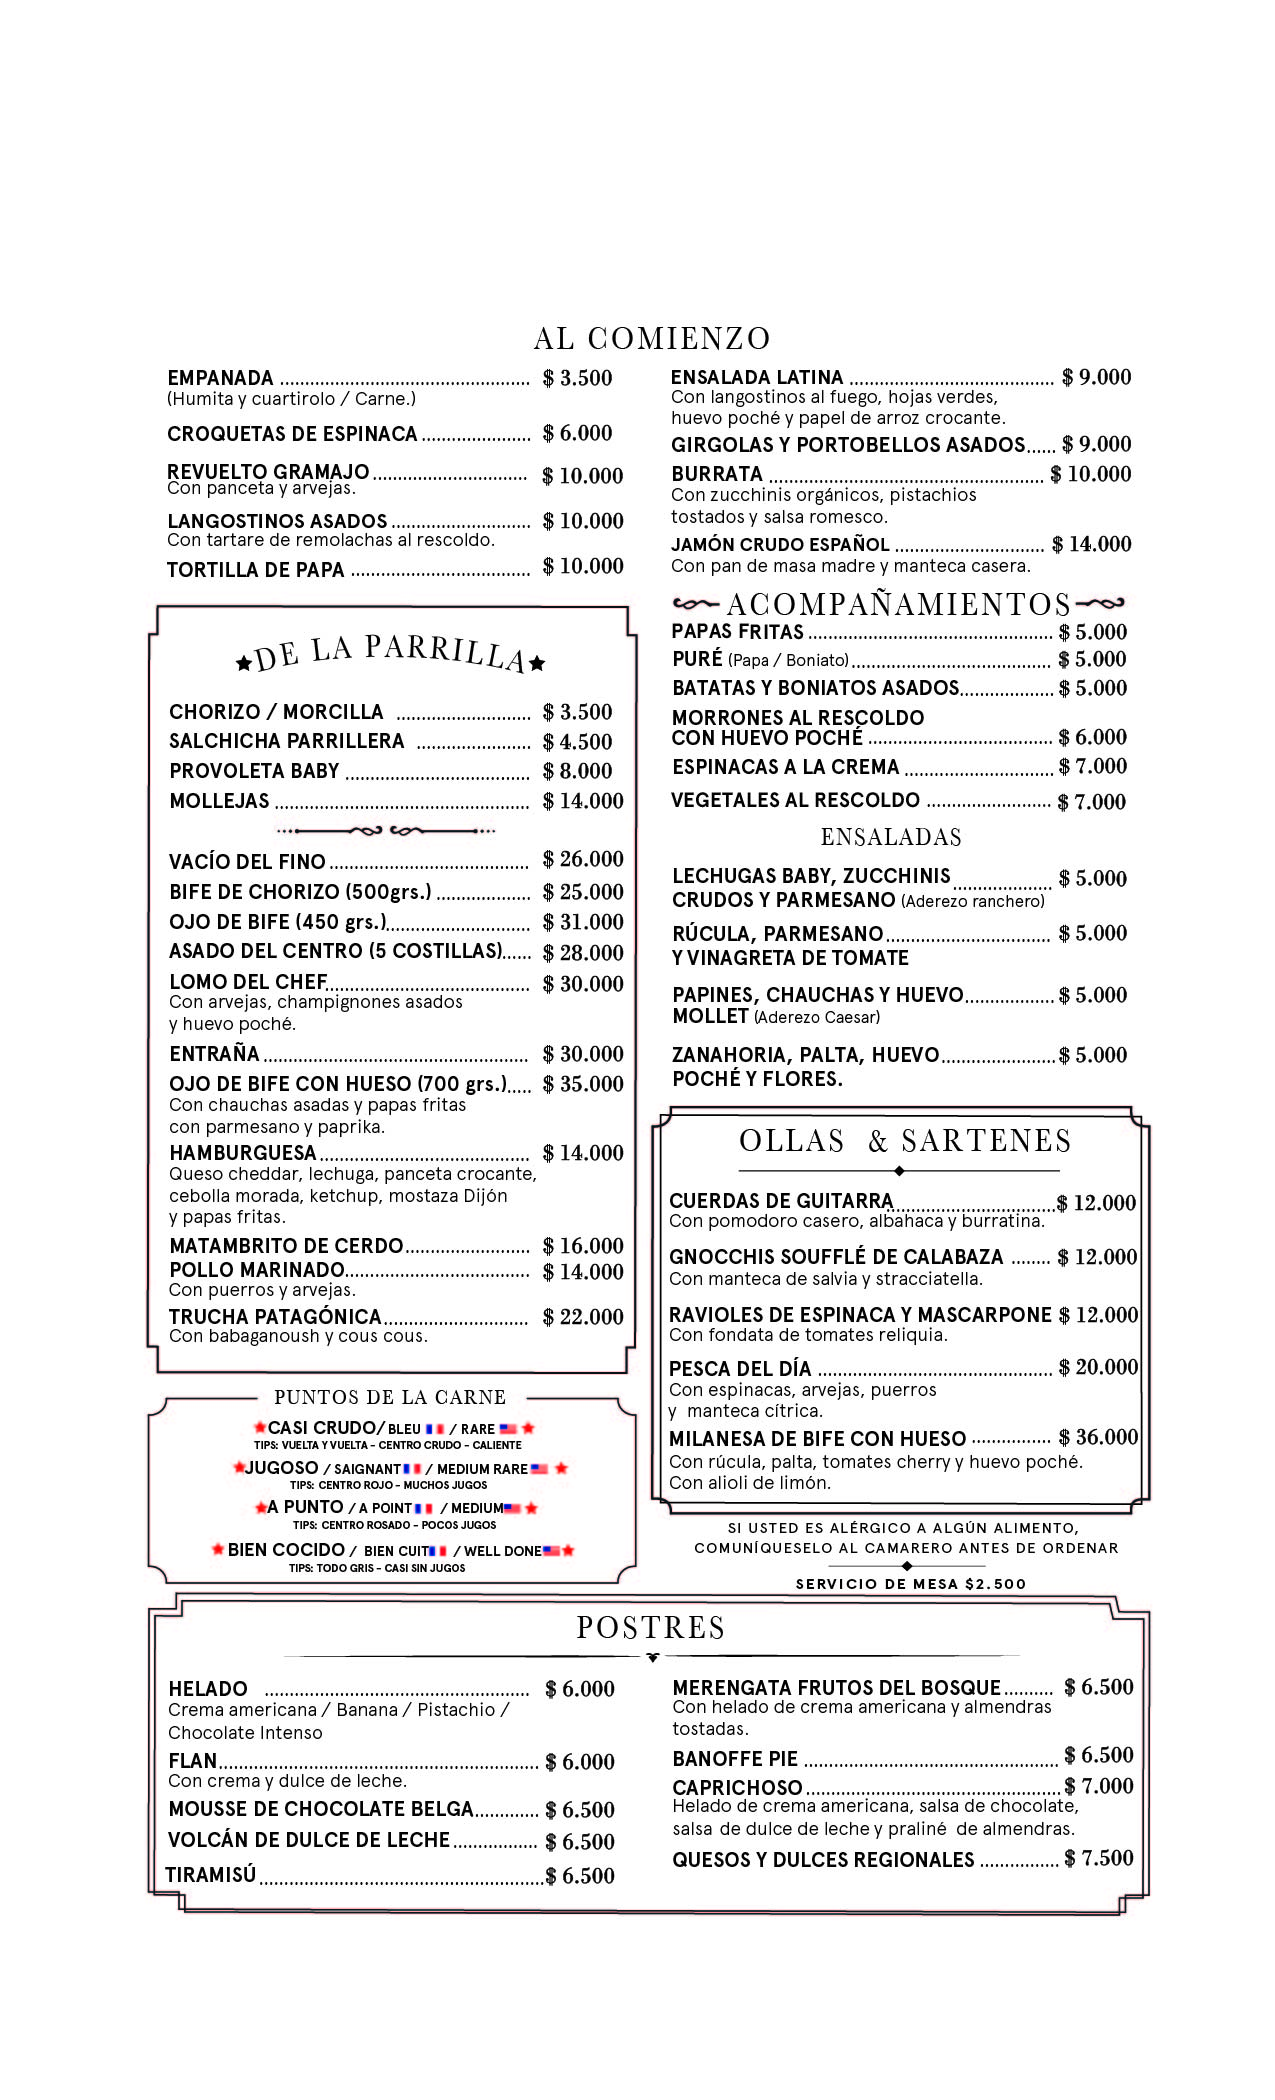 AL COMIENZO
EMPANADA ........ $ 3.500
(Humita y cuartirolo / Carne.)
CROQUETAS DE ESPINACA ........ $ 6.000
REVUELTO GRAMAJO ........ $ 10.000
Con panceta y arvejas.
LANGOSTINOS ASADOS ........ $ 10.000
Con tartare de remolachas al rescoldo.
TORTILLA DE PAPA ........ $ 10.000
ENSALADA LATINA ........ $ 9.000
Con langostinos al fuego, hojas verdes,
huevo poché y papel de arroz crocante.
GIRGOLAS Y PORTOBELLOS ASADOS...... $ 9.000
BURRATA ........ $ 10.000
Con zucchinis orgánicos, pistachios
tostados y salsa romesco.
JAMÓN CRUDO ESPAÑOL ........ $ 14.000
Con pan de masa madre y manteca casera.
DE LA PARRILLA
CHORIZO / MORCILLA ........ $ 3.500
SALCHICHA PARRILLERA ........ $ 4.500
PROVOLETA BABY ........ $ 8.000
MOLLEJAS ........ $ 14.000
VACÍO DEL FINO ........ $ 26.000
BIFE DE CHORIZO (500grs.) ........ $ 25.000
OJO DE BIFE (450 grs.)........ $ 31.000
ASADO DEL CENTRO (5 COSTILLAS)...... $ 28.000
LOMO DEL CHEF........ $ 30.000
Con arvejas, champignones asados
y huevo poché.
ENTRAÑA ........ $ 30.000
OJO DE BIFE CON HUESO (700 grs.)..... $ 35.000
Con chauchas asadas y papas fritas
con parmesano y paprika.
HAMBURGUESA ........ $ 14.000
Queso cheddar, lechuga, panceta crocante,
cebolla morada, ketchup, mostaza Dijón
y papas fritas.
MATAMBRITO DE CERDO........ $ 16.000
POLLO MARINADO........ $ 14.000
Con puerros y arvejas.
TRUCHA PATAGÓNICA........ $ 22.000
Con babaganoush y cous cous.
ACOMPAÑAMIENTOS
PAPAS FRITAS ........ $ 5.000
PURÉ (Papa / Boniato)........ $ 5.000
BATATAS Y BONIATOS ASADOS........ $ 5.000
MORRONES AL RESCOLDO
CON HUEVO POCHÉ ........ $ 6.000
ESPINACAS A LA CREMA ........ $ 7.000
VEGETALES AL RESCOLDO ........ $ 7.000
ENSALADAS
LECHUGAS BABY, ZUCCHINIS ........ $ 5.000
CRUDOS Y PARMESANO (Aderezo ranchero)
RÚCULA, PARMESANO ........ $ 5.000
Y VINAGRETA DE TOMATE
PAPINES, CHAUCHAS Y HUEVO........ $ 5.000
MOLLET (Aderezo Caesar)
ZANAHORIA, PALTA, HUEVO........ $ 5.000
POCHÉ Y FLORES.
OLLAS & SARTENES
CUERDAS DE GUITARRA........ $ 12.000
Con pomodoro casero, albahaca y burratina.
GNOCCHIS SOUFFLÉ DE CALABAZA ........ $ 12.000
Con manteca de salvia y stracciatella.
RAVIOLES DE ESPINACA Y MASCARPONE $ 12.000
Con fondata de tomates reliquia.
PESCA DEL DÍA ........ $ 20.000
Con espinacas, arvejas, puerros
y manteca cítrica.
MILANESA DE BIFE CON HUESO ........ $ 36.000
Con rúcula, palta, tomates cherry y huevo poché.
Con alioli de limón.
PUNTOS DE LA CARNE
CASI CRUDO/ BLEU / RARE
TIPS: VUELTA Y VUELTA - CENTRO CRUDO - CALIENTE
JUGOSO / SAIGNANT / MEDIUM RARE
TIPS: CENTRO ROJO - MUCHOS JUGOS
A PUNTO / A POINT / MEDIUM
TIPS: CENTRO ROSADO - POCOS JUGOS
BIEN COCIDO / BIEN CUIT / WELL DONE
TIPS: TODO GRIS - CASI SIN JUGOS
SI USTED ES ALÉRGICO A ALGÚN ALIMENTO,
COMUNÍQUESELO AL CAMARERO ANTES DE ORDENAR
SERVICIO DE MESA $2.500
POSTRES
HELADO ........ $ 6.000
Crema americana / Banana / Pistachio /
Chocolate Intenso
FLAN........ $ 6.000
Con crema y dulce de leche.
MOUSSE DE CHOCOLATE BELGA........ $ 6.500
VOLCÁN DE DULCE DE LECHE ........ $ 6.500
TIRAMISÚ ........ $ 6.500
MERENGATA FRUTOS DEL BOSQUE........ $ 6.500
Con helado de crema americana y almendras
tostadas.
BANOFFE PIE ........ $ 6.500
CAPRICHOSO ........ $ 7.000
Helado de crema americana, salsa de chocolate,
salsa de dulce de leche y praliné de almendras.
QUESOS Y DULCES REGIONALES ........ $ 7.500